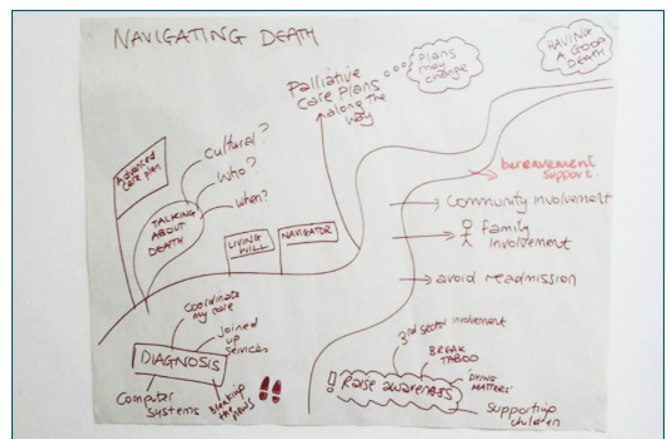 NAVIGATING DEATH
HAVING
A GOOD
DEATH
Plans
may
change
Palliative
Care Plans
along the
way
Advanced
care plan
Cultural?
Who?
When?
TALKING
ABOUT
DEATH
LIVING
WILL
NAVIGATOR
bereavement
support.
Community Involvement
Family
Involvement
avoid readmission
Coordinate
my care
Joined
up
services
DIAGNOSIS
Computer
Systems
Breaking
the
news
3rd sector involvement
BREAK
TABOO
'DYING
MATTERS'
! Raise awareness
Supporting
children